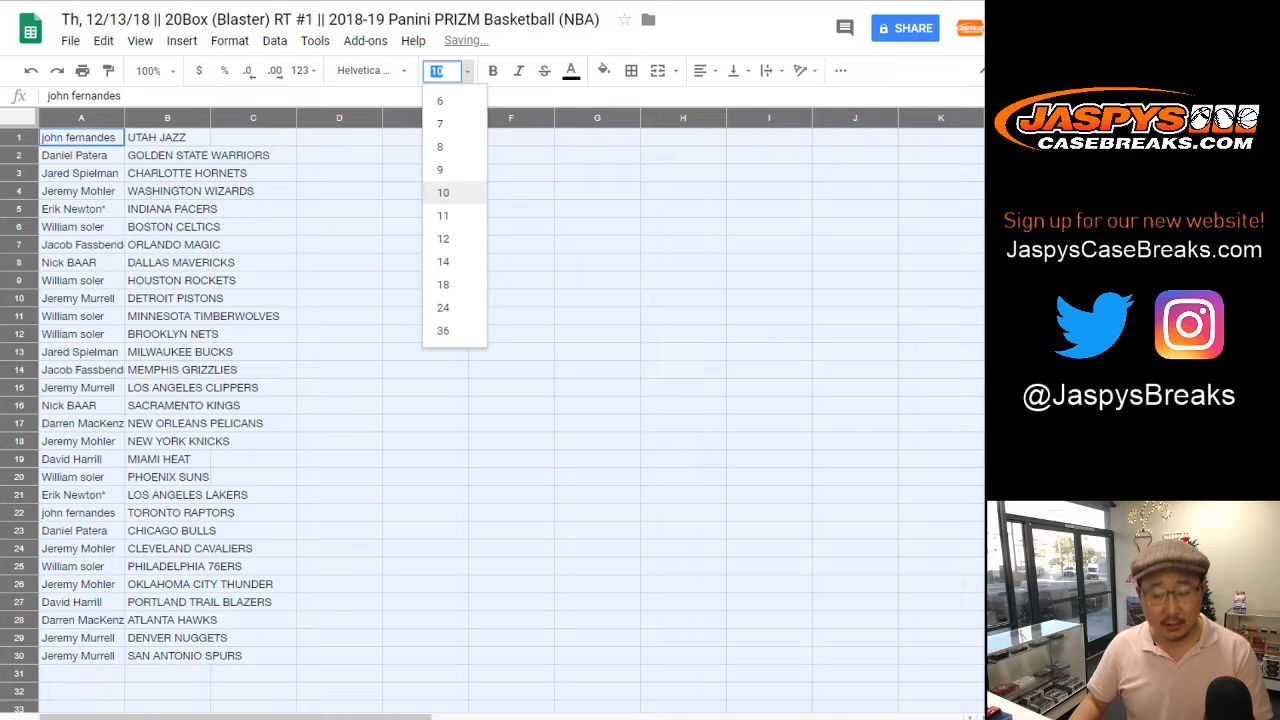 Th, 12/13/18 || 20Box (Blaster) RT #1 || 2018-19 Panini PRIZM Basketball (NBA)
File Edit View Insert Format Data Tools Add-ons Help Saving...
SHARE
100% $ % .0 .00 123 Helvetica ... 10 B I S A
fx john fernandes
A B C D F G H I J K
1 john fernandes UTAH JAZZ
2 Daniel Patera GOLDEN STATE WARRIORS
3 Jared Spielman CHARLOTTE HORNETS
4 Jeremy Mohler WASHINGTON WIZARDS
5 Erik Newton* INDIANA PACERS
6 William soler BOSTON CELTICS
7 Jacob Fassbend ORLANDO MAGIC
8 Nick BAAR DALLAS MAVERICKS
9 William soler HOUSTON ROCKETS
10 Jeremy Murrell DETROIT PISTONS
11 William soler MINNESOTA TIMBERWOLVES
12 William soler BROOKLYN NETS
13 Jared Spielman MILWAUKEE BUCKS
14 Jacob Fassbend MEMPHIS GRIZZLIES
15 Jeremy Murrell LOS ANGELES CLIPPERS
16 Nick BAAR SACRAMENTO KINGS
17 Darren MacKenz NEW ORLEANS PELICANS
18 Jeremy Mohler NEW YORK KNICKS
19 David Harrill MIAMI HEAT
20 William soler PHOENIX SUNS
21 Erik Newton* LOS ANGELES LAKERS
22 john fernandes TORONTO RAPTORS
23 Daniel Patera CHICAGO BULLS
24 Jeremy Mohler CLEVELAND CAVALIERS
25 William soler PHILADELPHIA 76ERS
26 Jeremy Mohler OKLAHOMA CITY THUNDER
27 David Harrill PORTLAND TRAIL BLAZERS
28 Darren MacKenz ATLANTA HAWKS
29 Jeremy Murrell DENVER NUGGETS
30 Jeremy Murrell SAN ANTONIO SPURS
31
32
33
6
7
8
9
10
11
12
14
18
24
36
JASPYS
CASEBREAKS.COM
Sign up for our new website!
JaspysCaseBreaks.com
@JaspysBreaks